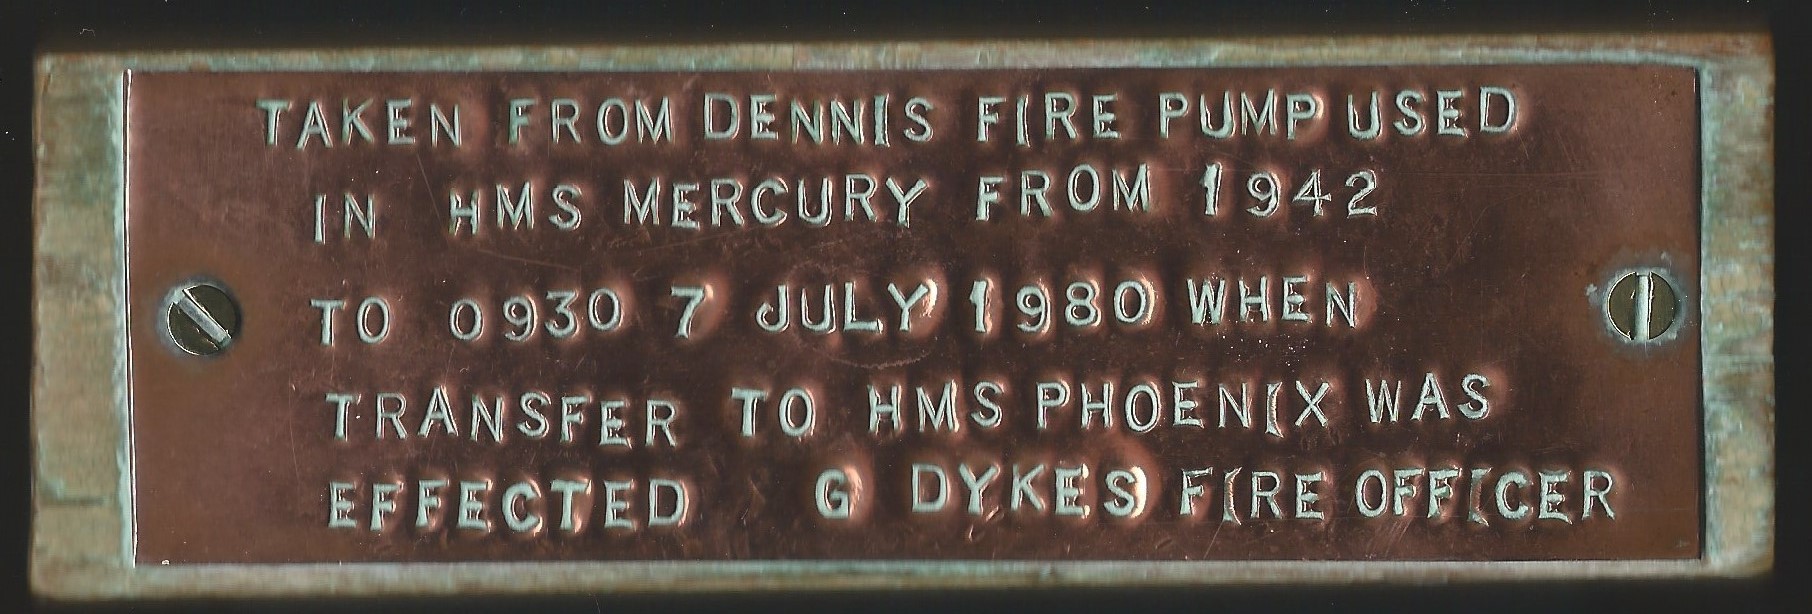 TAKEN FROM DENNIS FIRE PUMP USED
IN HMS MERCURY FROM 1942
TO 0930 7 JULY 1980 WHEN
TRANSFER TO HMS PHOENIX WAS
EFFECTED G DYKES FIRE OFFICER